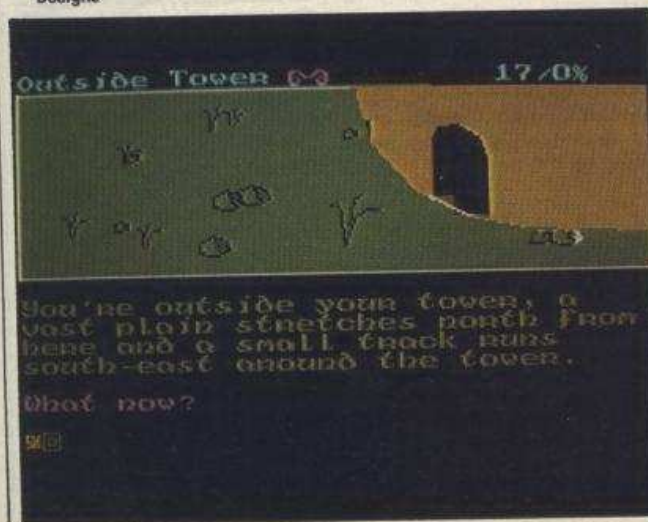 Designs
Outside Tower 17/0%
You're outside your tower, a
vast plain stretches north from
here and a small track runs
south-east around the tower.
What now?